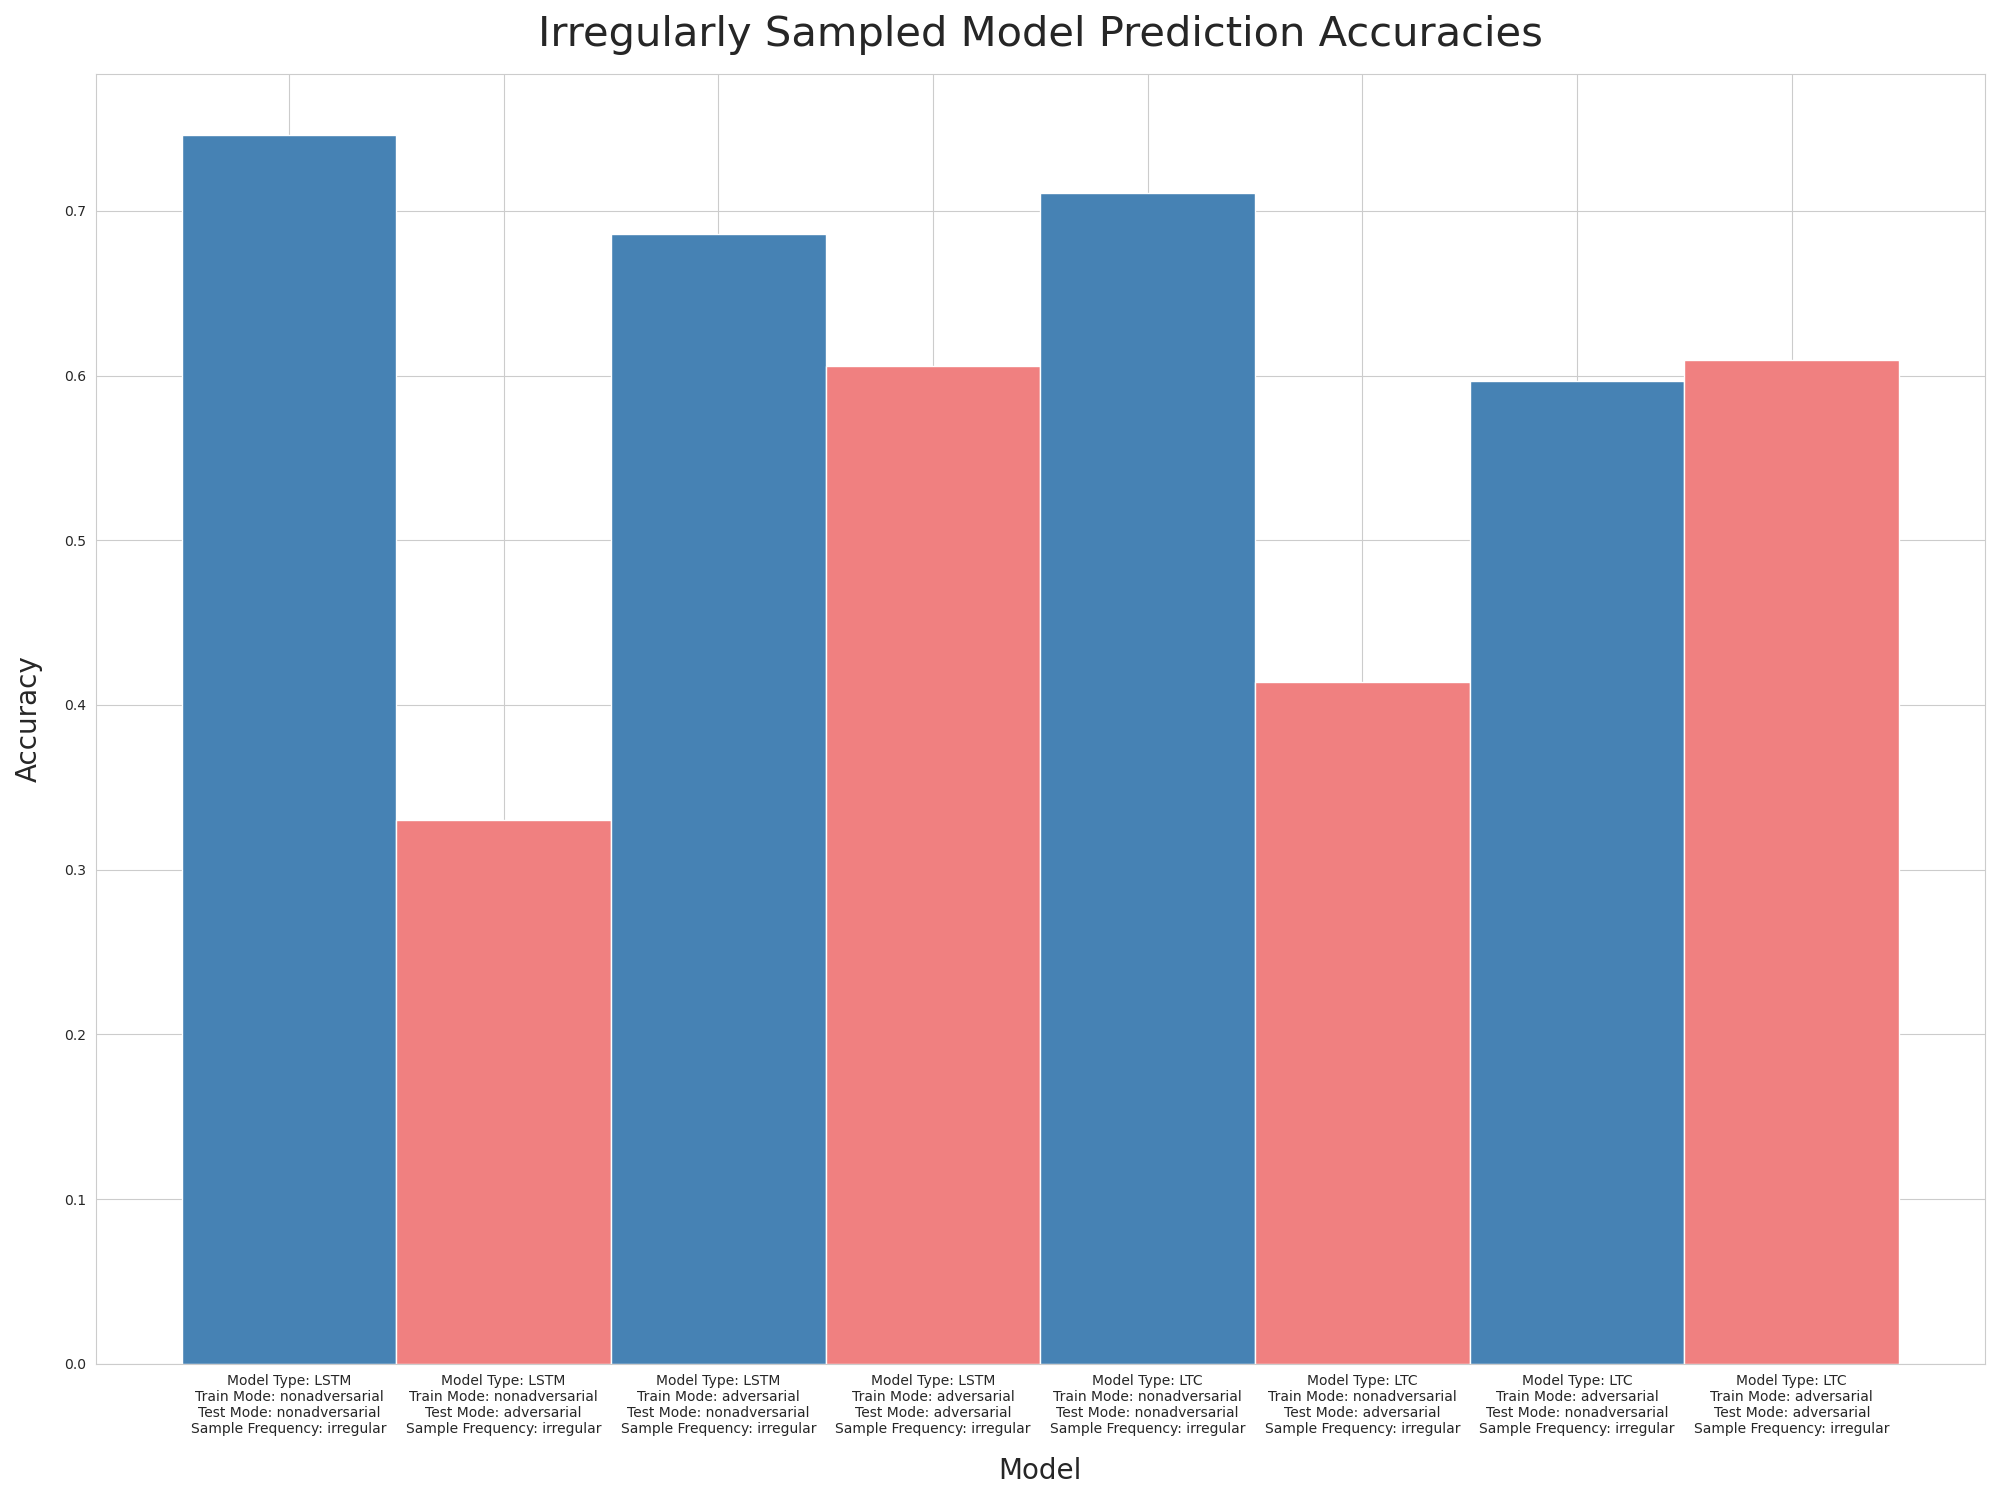 Irregularly Sampled Model Prediction Accuracies
Accuracy
0.7
0.6
0.5
0.4
0.3
0.2
0.1
0.0
Model Type: LSTM
Train Mode: nonadversarial
Test Mode: nonadversarial
Sample Frequency: irregular
Model Type: LSTM
Train Mode: nonadversarial
Test Mode: adversarial
Sample Frequency: irregular
Model Type: LSTM
Train Mode: adversarial
Test Mode: nonadversarial
Sample Frequency: irregular
Model Type: LSTM
Train Mode: adversarial
Test Mode: adversarial
Sample Frequency: irregular
Model Type: LTC
Train Mode: nonadversarial
Test Mode: nonadversarial
Sample Frequency: irregular
Model Type: LTC
Train Mode: nonadversarial
Test Mode: adversarial
Sample Frequency: irregular
Model Type: LTC
Train Mode: adversarial
Test Mode: nonadversarial
Sample Frequency: irregular
Model Type: LTC
Train Mode: adversarial
Test Mode: adversarial
Sample Frequency: irregular
Model